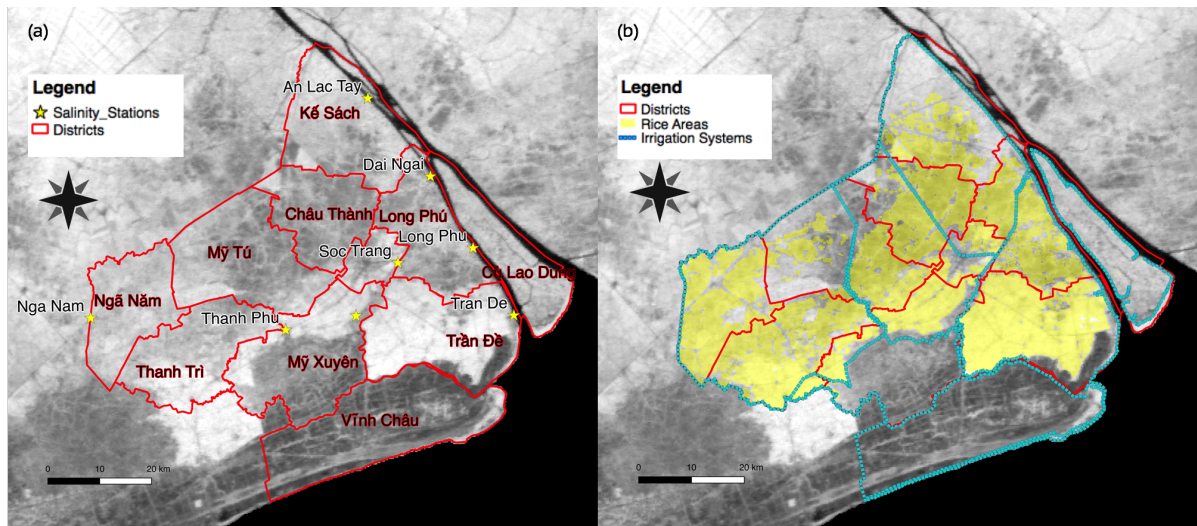 (a)
Legend
Salinity_Stations
Districts
An Lac Tay
Kế Sách
Dai Ngai
Châu Thành
Long Phú
Long Phu
Mỹ Tú
Soc Trang
Cù Lao Dung
Nga Nam
Ngã Năm
Thanh Phu
Tran De
Trần Đề
Mỹ Xuyên
Thanh Trì
Vĩnh Châu
0 10 20 km
(b)
Legend
Districts
Rice Areas
Irrigation Systems
0 10 20 km